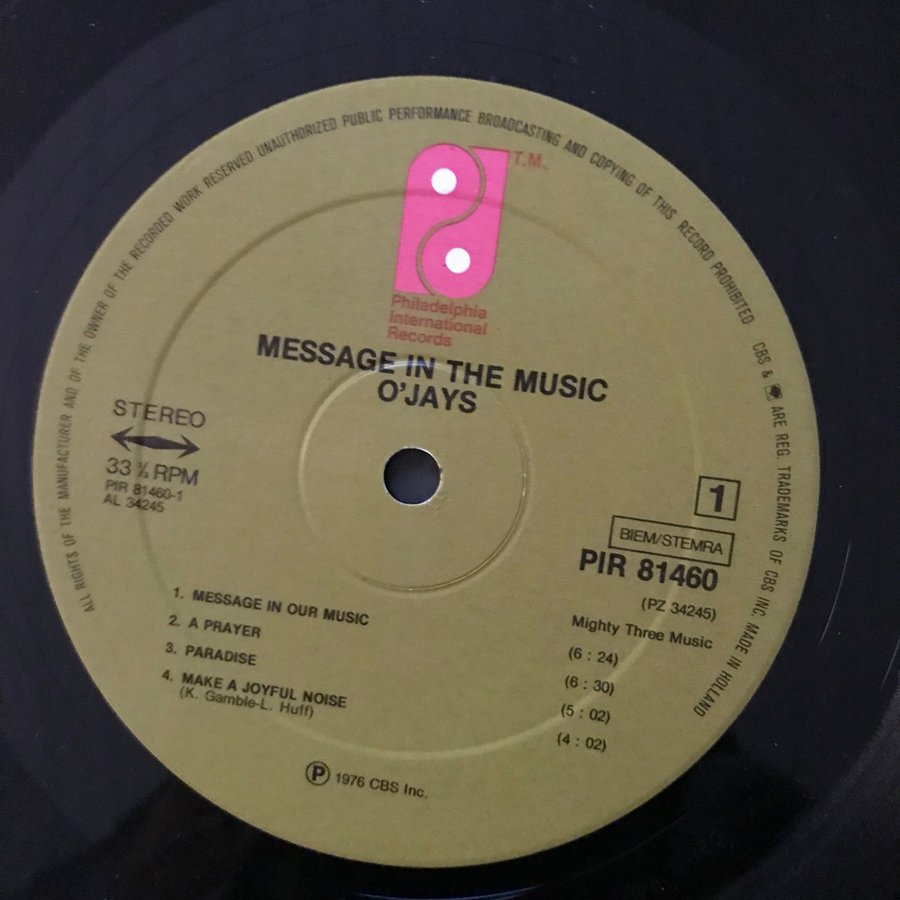 ALL RIGHTS OF THE MANUFACTURER AND OF THE OWNER OF THE RECORDED WORK RESERVED UNAUTHORIZED PUBLIC PERFORMANCE BROADCASTING AND COPYING OF THIS RECORD PROHIBITED
CBS & ARE REG. TRADEMARKS OF CBS INC. MADE IN HOLLAND
T.M.
Philadelphia
International
Records
MESSAGE IN THE MUSIC
O'JAYS
STEREO
33 ⅓ RPM
PIR 81460-1
AL 34245
1
BIEM/STEMRA
PIR 81460
(PZ 34245)
Mighty Three Music
1. MESSAGE IN OUR MUSIC (6 : 24)
2. A PRAYER (6 : 30)
3. PARADISE (5 : 02)
4. MAKE A JOYFUL NOISE (4 : 02)
(K. Gamble-L. Huff)
Ⓟ 1976 CBS Inc.